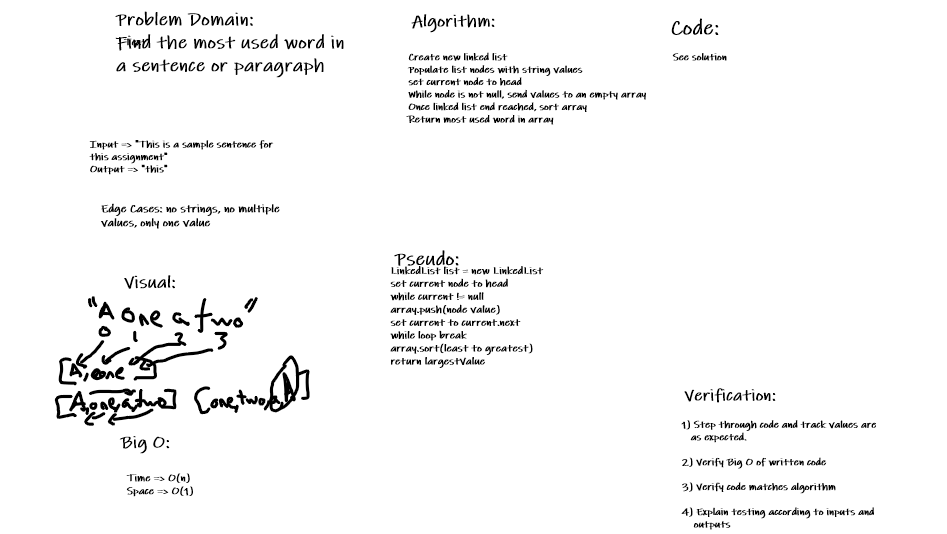 Problem Domain:
Find the most used word in
a sentence or paragraph
Input => "This is a sample sentence for
this assignment"
Output => "this"
Edge Cases: no strings, no multiple
values, only one value
Visual:
"A one a two"
0 1 2 3
[A, one ]
[A, one, a, two] [one, two, a, A]
Big O:
Time => O(n)
Space => O(1)
Algorithm:
Create new linked list
Populate list nodes with string values
set current node to head
While node is not null, send values to an empty array
Once linked list end reached, sort array
Return most used word in array
Pseudo:
LinkedList list = new LinkedList
set current node to head
while current != null
array.push(node value)
set current to current.next
while loop break
array.sort(least to greatest)
return largestValue
Code:
See solution
Verification:
1) Step through code and track values are
as expected.
2) Verify Big O of written code
3) Verify code matches algorithm
4) Explain testing according to inputs and
outputs